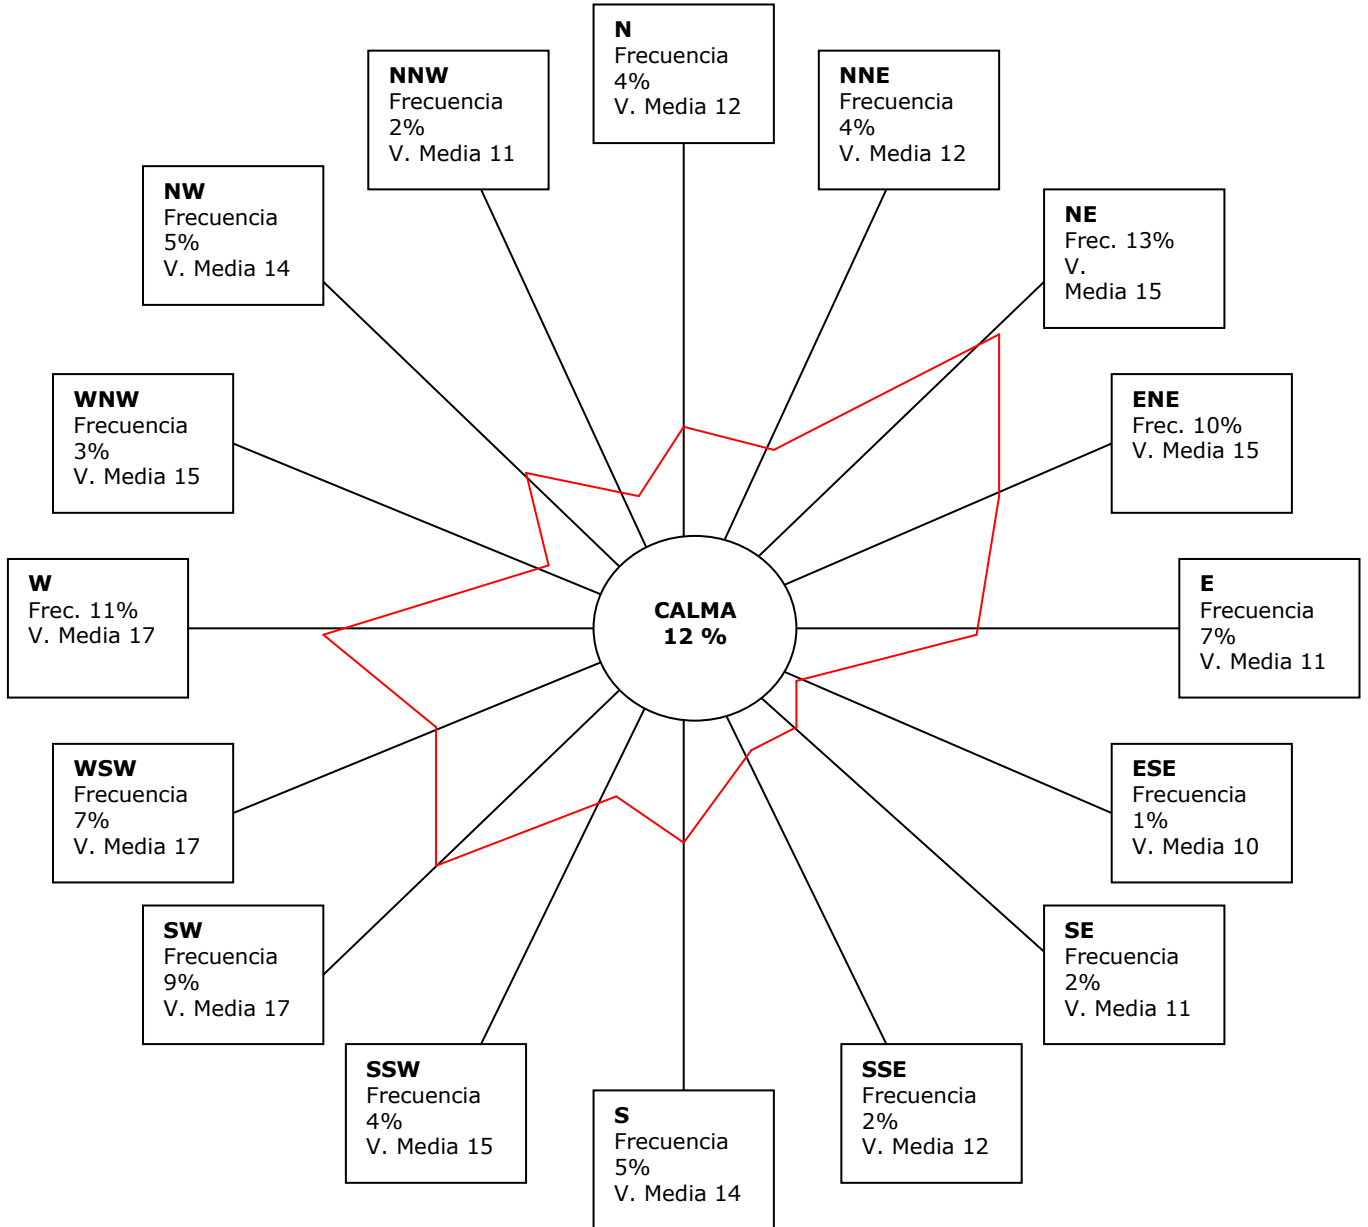 N
Frecuencia
4%
V. Media 12
NNW
Frecuencia
2%
V. Media 11
NNE
Frecuencia
4%
V. Media 12
NW
Frecuencia
5%
V. Media 14
NE
Frec. 13%
V.
Media 15
WNW
Frecuencia
3%
V. Media 15
ENE
Frec. 10%
V. Media 15
W
Frec. 11%
V. Media 17
CALMA
12 %
E
Frecuencia
7%
V. Media 11
WSW
Frecuencia
7%
V. Media 17
ESE
Frecuencia
1%
V. Media 10
SW
Frecuencia
9%
V. Media 17
SE
Frecuencia
2%
V. Media 11
SSW
Frecuencia
4%
V. Media 15
SSE
Frecuencia
2%
V. Media 12
S
Frecuencia
5%
V. Media 14